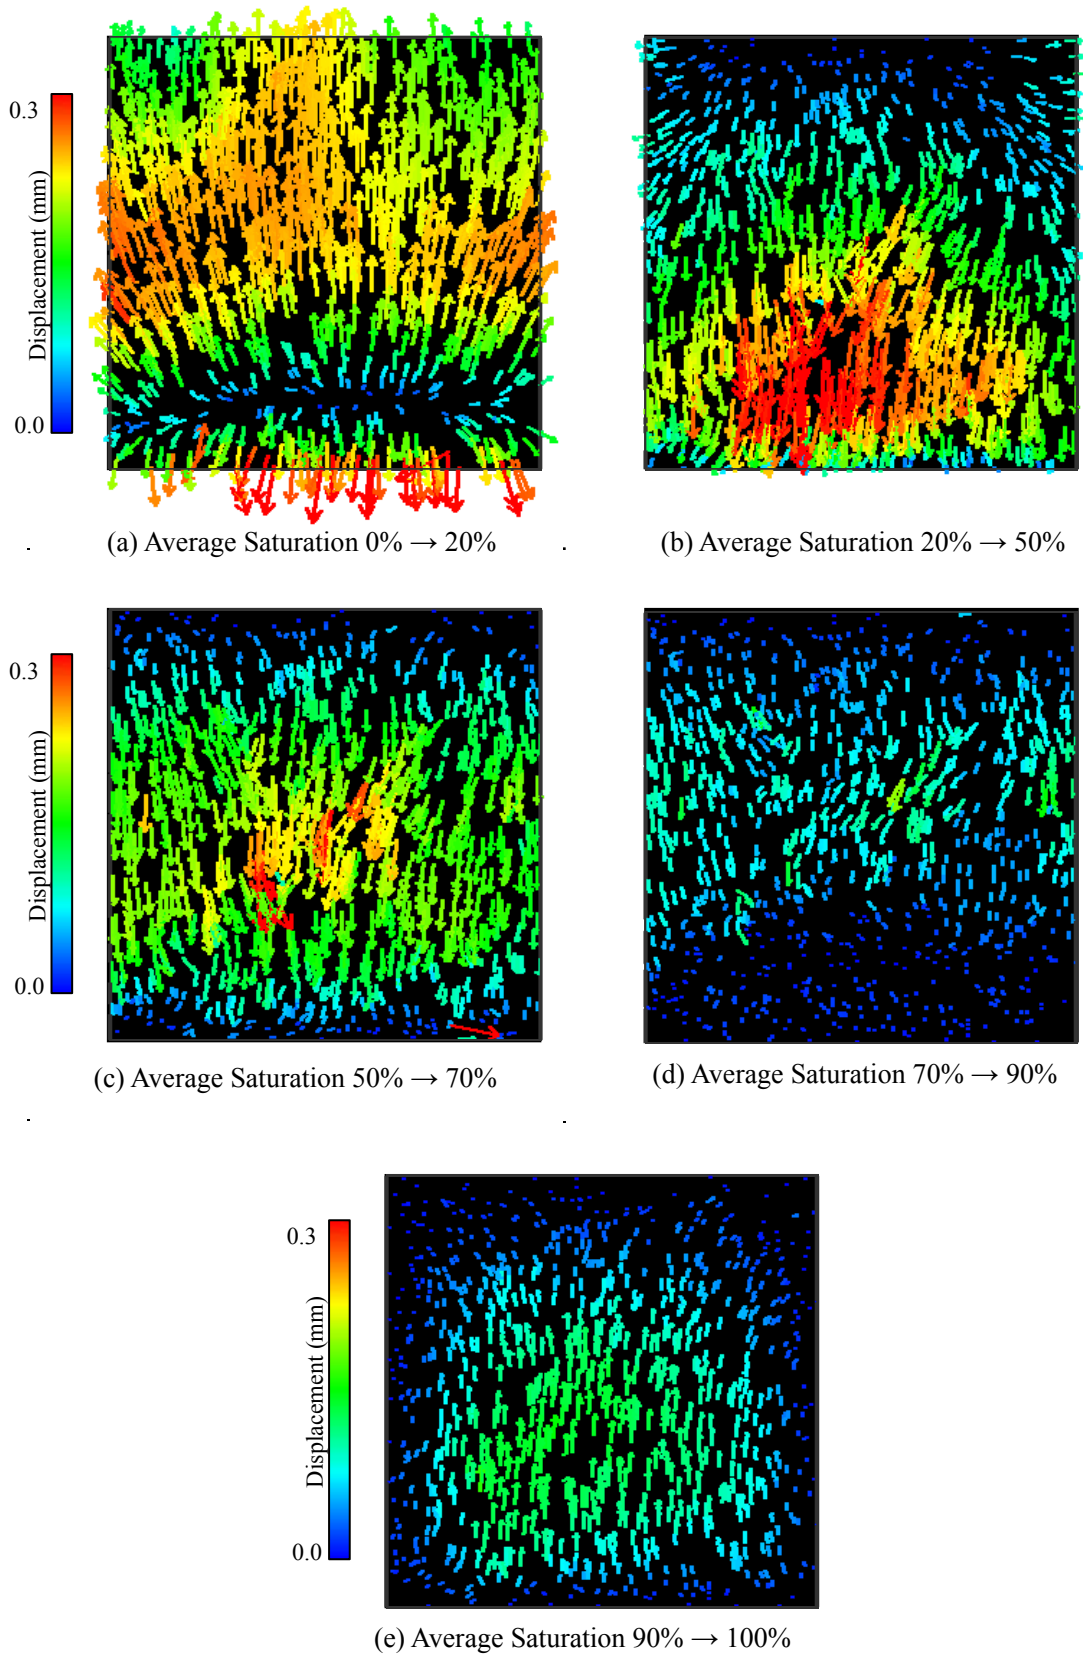 0.3
Displacement (mm)
0.0
(a) Average Saturation 0% → 20%
(b) Average Saturation 20% → 50%
0.3
Displacement (mm)
0.0
(c) Average Saturation 50% → 70%
(d) Average Saturation 70% → 90%
0.3
Displacement (mm)
0.0
(e) Average Saturation 90% → 100%